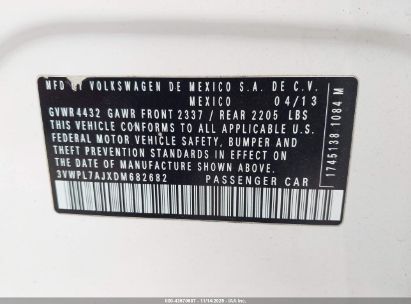 MFD BY VOLKSWAGEN DE MEXICO S.A. DE C.V.
MEXICO 04/13
GVWR 4432 GAWR FRONT 2337 / REAR 2205 LBS
THIS VEHICLE CONFORMS TO ALL APPLICABLE U.S.
FEDERAL MOTOR VEHICLE SAFETY, BUMPER AND
THEFT PREVENTION STANDARDS IN EFFECT ON
THE DATE OF MANUFACTURE SHOWN ABOVE.
3VWPL7AJXDM682682 PASSENGER CAR
1745138 1084 M